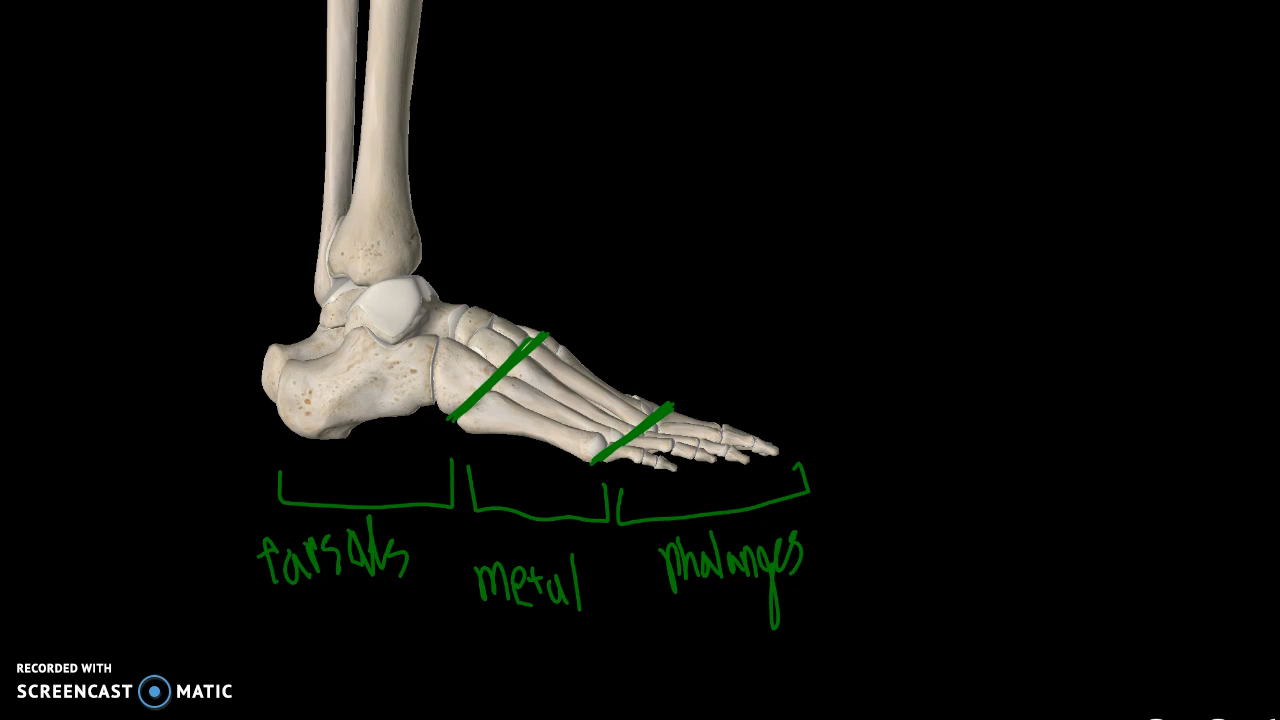 tarsals
metal
phalanges
RECORDED WITH
SCREENCAST MATIC